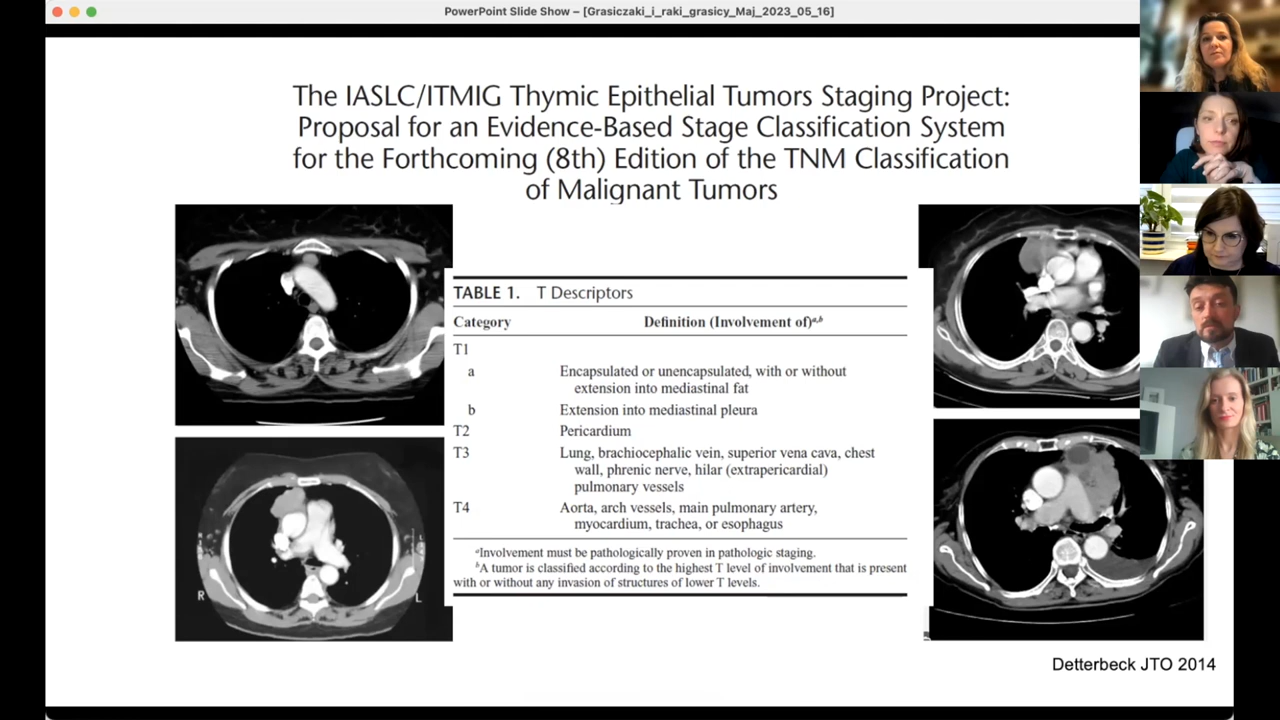 PowerPoint Slide Show – [Grasiczaki_i_raki_grasicy_Maj_2023_05_16]
The IASLC/ITMIG Thymic Epithelial Tumors Staging Project:
Proposal for an Evidence-Based Stage Classification System
for the Forthcoming (8th) Edition of the TNM Classification
of Malignant Tumors
TABLE 1. T Descriptors
Category Definition (Involvement of)a,b
T1
a Encapsulated or unencapsulated, with or without
extension into mediastinal fat
b Extension into mediastinal pleura
T2 Pericardium
T3 Lung, brachiocephalic vein, superior vena cava, chest
wall, phrenic nerve, hilar (extrapericardial)
pulmonary vessels
T4 Aorta, arch vessels, main pulmonary artery,
myocardium, trachea, or esophagus
aInvolvement must be pathologically proven in pathologic staging.
bA tumor is classified according to the highest T level of involvement that is present
with or without any invasion of structures of lower T levels.
R L
Detterbeck JTO 2014